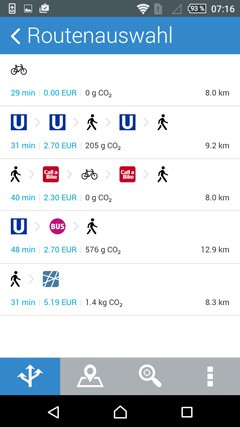 93% 07:16
Routenauswahl
29 min 0.00 EUR 0 g CO₂ 8.0 km
U U U
31 min 2.70 EUR 205 g CO₂ 9.2 km
Call a Bike Call a Bike
40 min 2.30 EUR 0 g CO₂ 8.0 km
U BUS
48 min 2.70 EUR 576 g CO₂ 12.9 km
31 min 5.19 EUR 1.4 kg CO₂ 8.3 km